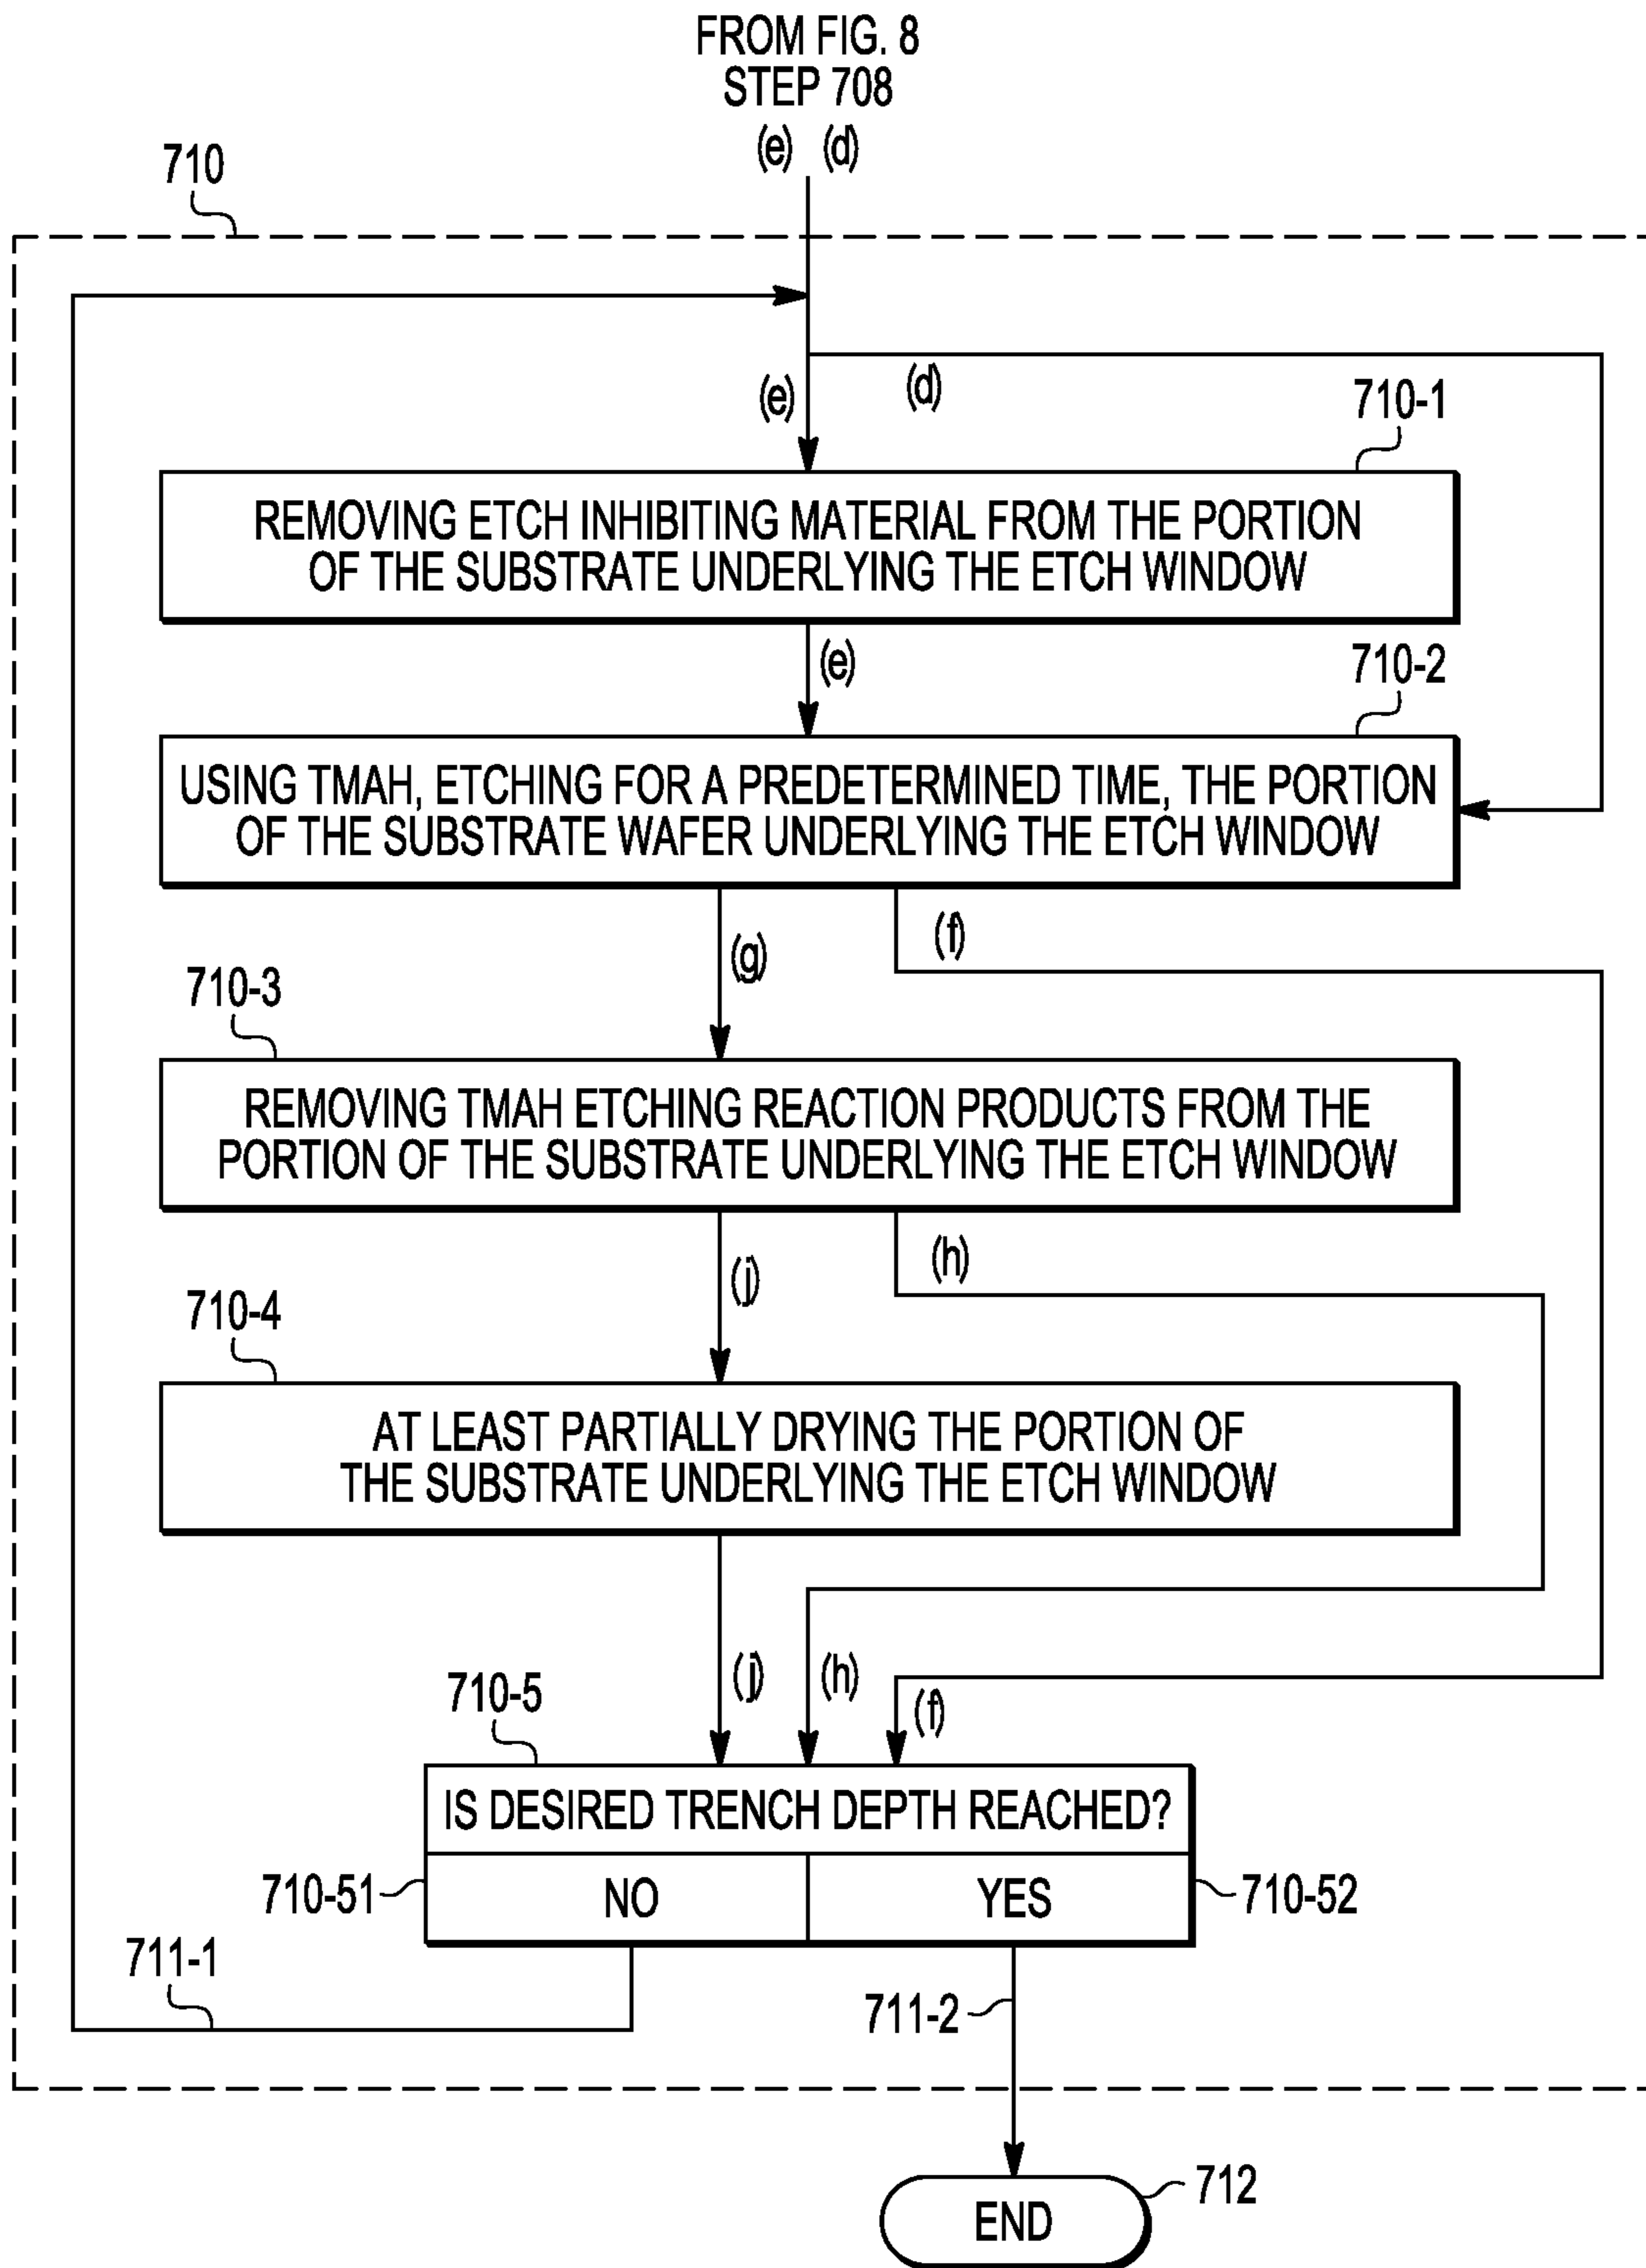 FROM FIG. 8
STEP 708
(e) (d)
710
(d)
(e)
710-1
REMOVING ETCH INHIBITING MATERIAL FROM THE PORTION
OF THE SUBSTRATE UNDERLYING THE ETCH WINDOW
(e)
710-2
USING TMAH, ETCHING FOR A PREDETERMINED TIME, THE PORTION
OF THE SUBSTRATE WAFER UNDERLYING THE ETCH WINDOW
(g)
(f)
710-3
REMOVING TMAH ETCHING REACTION PRODUCTS FROM THE
PORTION OF THE SUBSTRATE UNDERLYING THE ETCH WINDOW
(j)
(h)
710-4
AT LEAST PARTIALLY DRYING THE PORTION OF
THE SUBSTRATE UNDERLYING THE ETCH WINDOW
(j)
(h)
(f)
710-5
IS DESIRED TRENCH DEPTH REACHED?
710-51
NO
YES
710-52
711-1
711-2
712
END